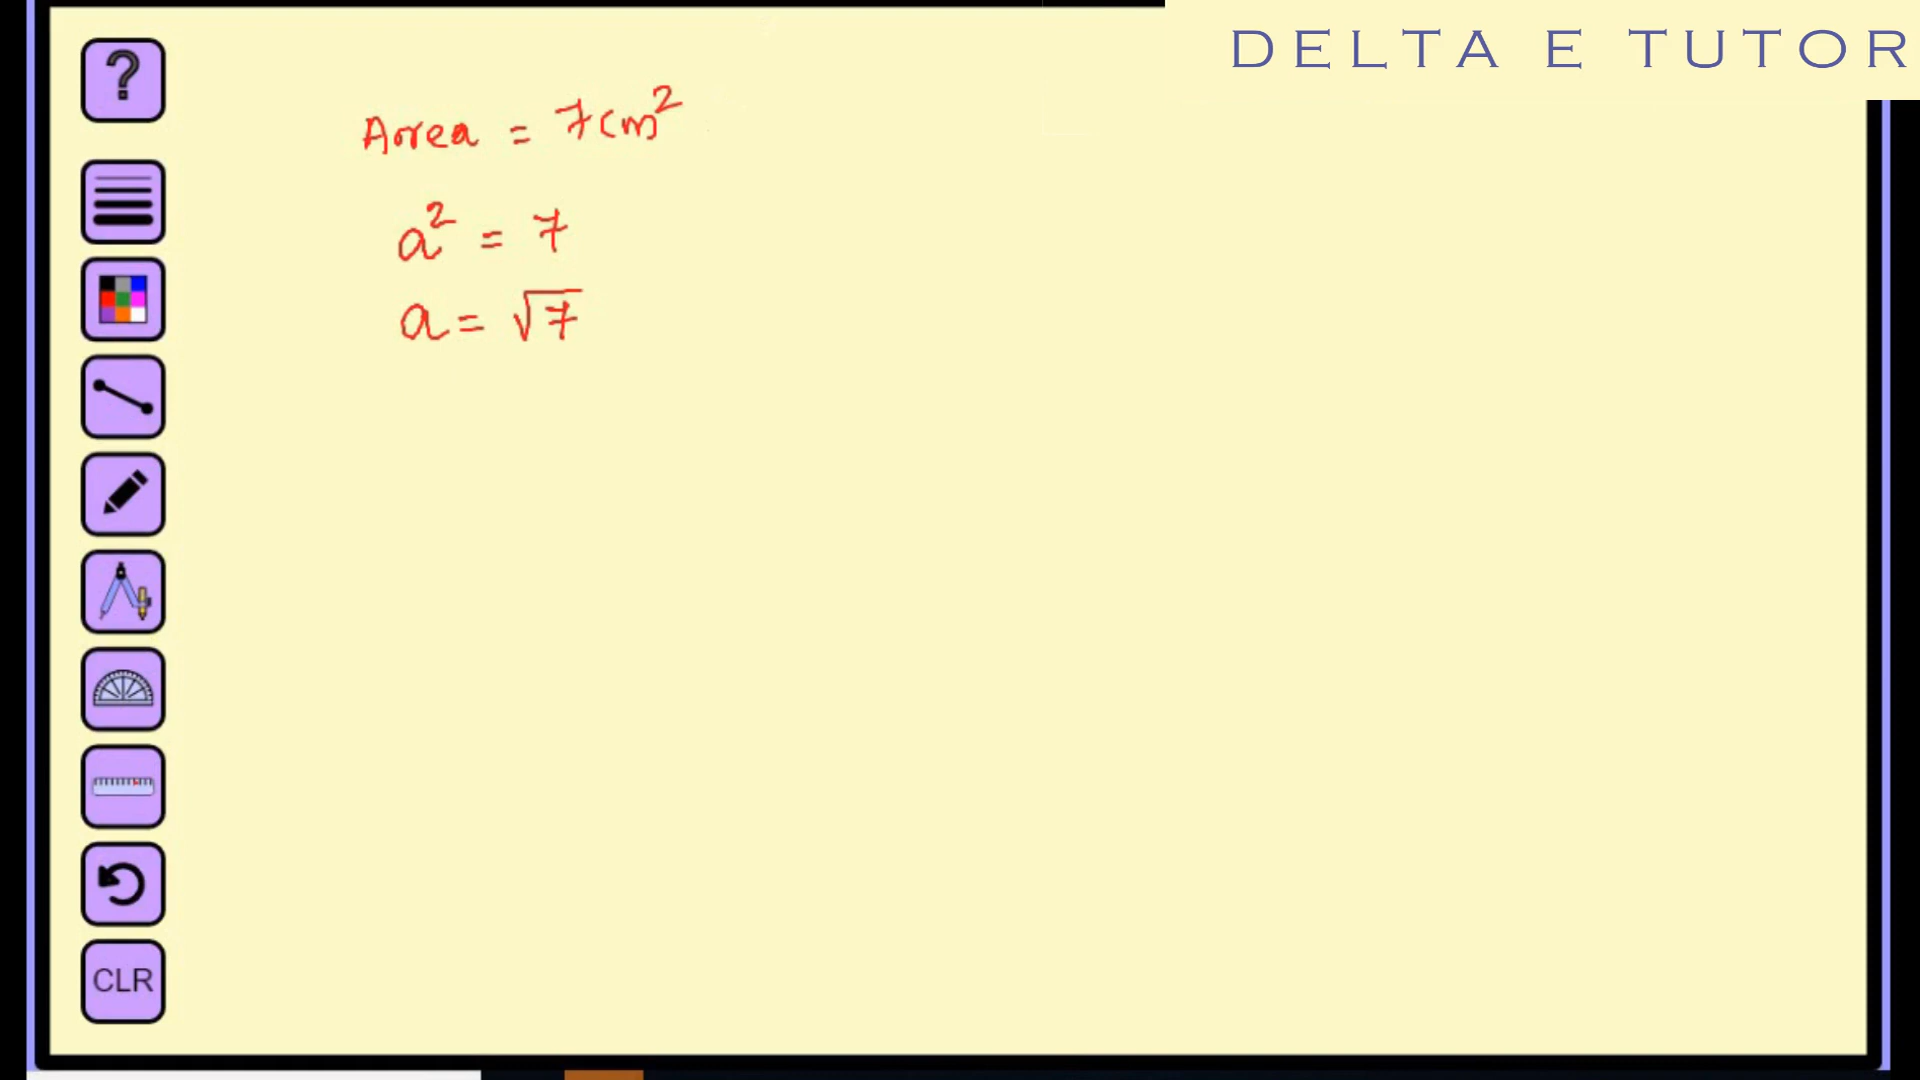 DELTA E TUTOR
?
Area = 7cm²
a² = 7
a = √7
CLR